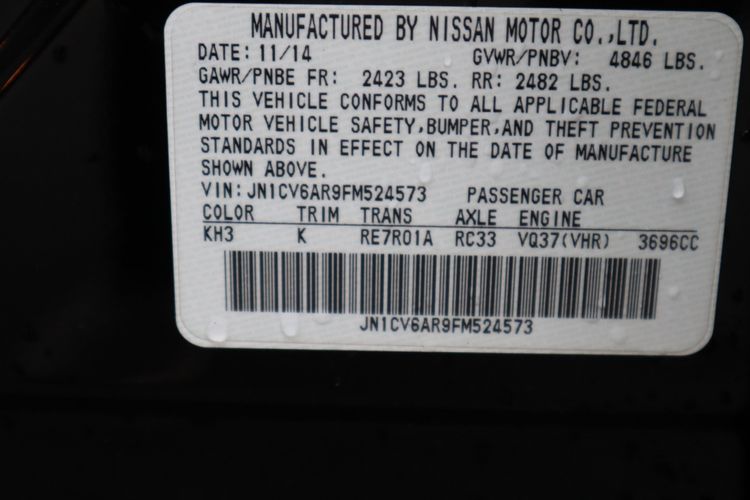 MANUFACTURED BY NISSAN MOTOR CO.,LTD.
DATE: 11/14 GVWR/PNBV: 4846 LBS.
GAWR/PNBE FR: 2423 LBS. RR: 2482 LBS.
THIS VEHICLE CONFORMS TO ALL APPLICABLE FEDERAL
MOTOR VEHICLE SAFETY,BUMPER,AND THEFT PREVENTION
STANDARDS IN EFFECT ON THE DATE OF MANUFACTURE
SHOWN ABOVE.
VIN: JN1CV6AR9FM524573 PASSENGER CAR
COLOR TRIM TRANS AXLE ENGINE
KH3 K RE7R01A RC33 VQ37(VHR) 3696CC
JN1CV6AR9FM524573